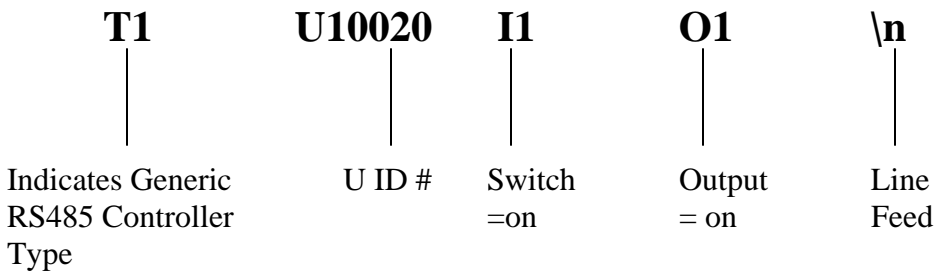 T1 U10020 I1 O1 \n
Indicates Generic RS485 Controller Type
U ID #
Switch =on
Output = on
Line Feed